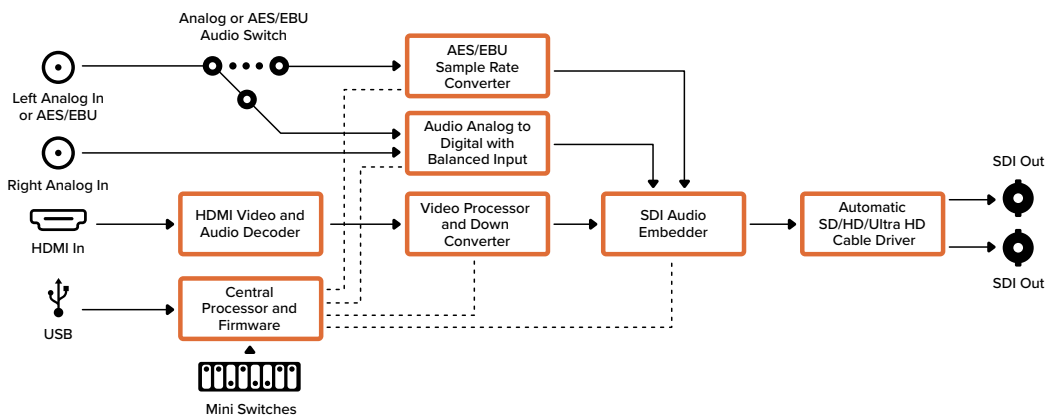 Analog or AES/EBU
Audio Switch
Left Analog In
or AES/EBU
AES/EBU
Sample Rate
Converter
Right Analog In
Audio Analog to
Digital with
Balanced Input
HDMI In
HDMI Video and
Audio Decoder
Video Processor
and Down
Converter
SDI Audio
Embedder
Automatic
SD/HD/Ultra HD
Cable Driver
SDI Out
SDI Out
USB
Central
Processor and
Firmware
Mini Switches